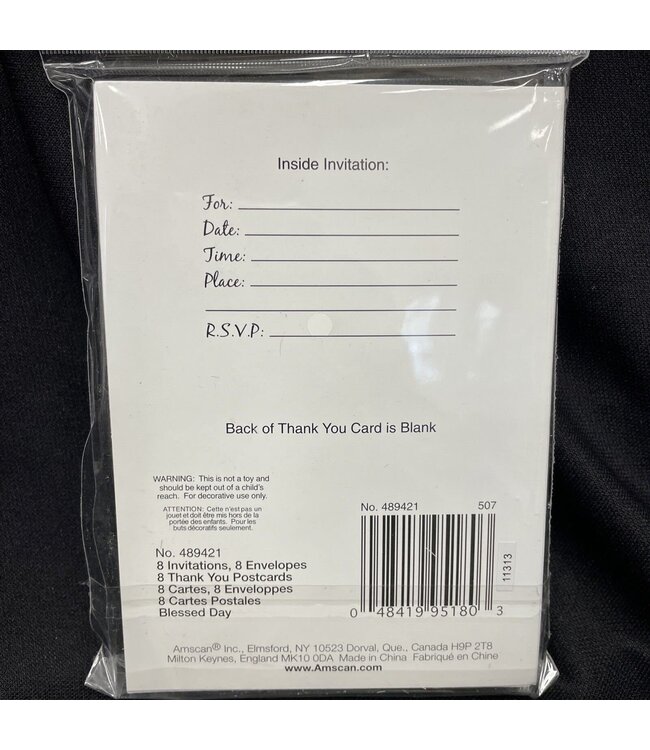 Inside Invitation:
For:
Date:
Time:
Place:
R.S.V.P:
Back of Thank You Card is Blank
WARNING: This is not a toy and
should be kept out of a child's
reach. For decorative use only.
ATTENTION: Cette n'est pas un
jouet et doit être mis hors de la
portée des enfants. Pour les
buts décoratifs seulement.
No. 489421
8 Invitations, 8 Envelopes
8 Thank You Postcards
8 Cartes, 8 Enveloppes
8 Cartes Postales
Blessed Day
No. 489421 507
11313
0 48419 95180 3
Amscan® Inc., Elmsford, NY 10523 Dorval, Que., Canada H9P 2T8
Milton Keynes, England MK10 0DA Made in China Fabriqué en Chine
www.Amscan.com